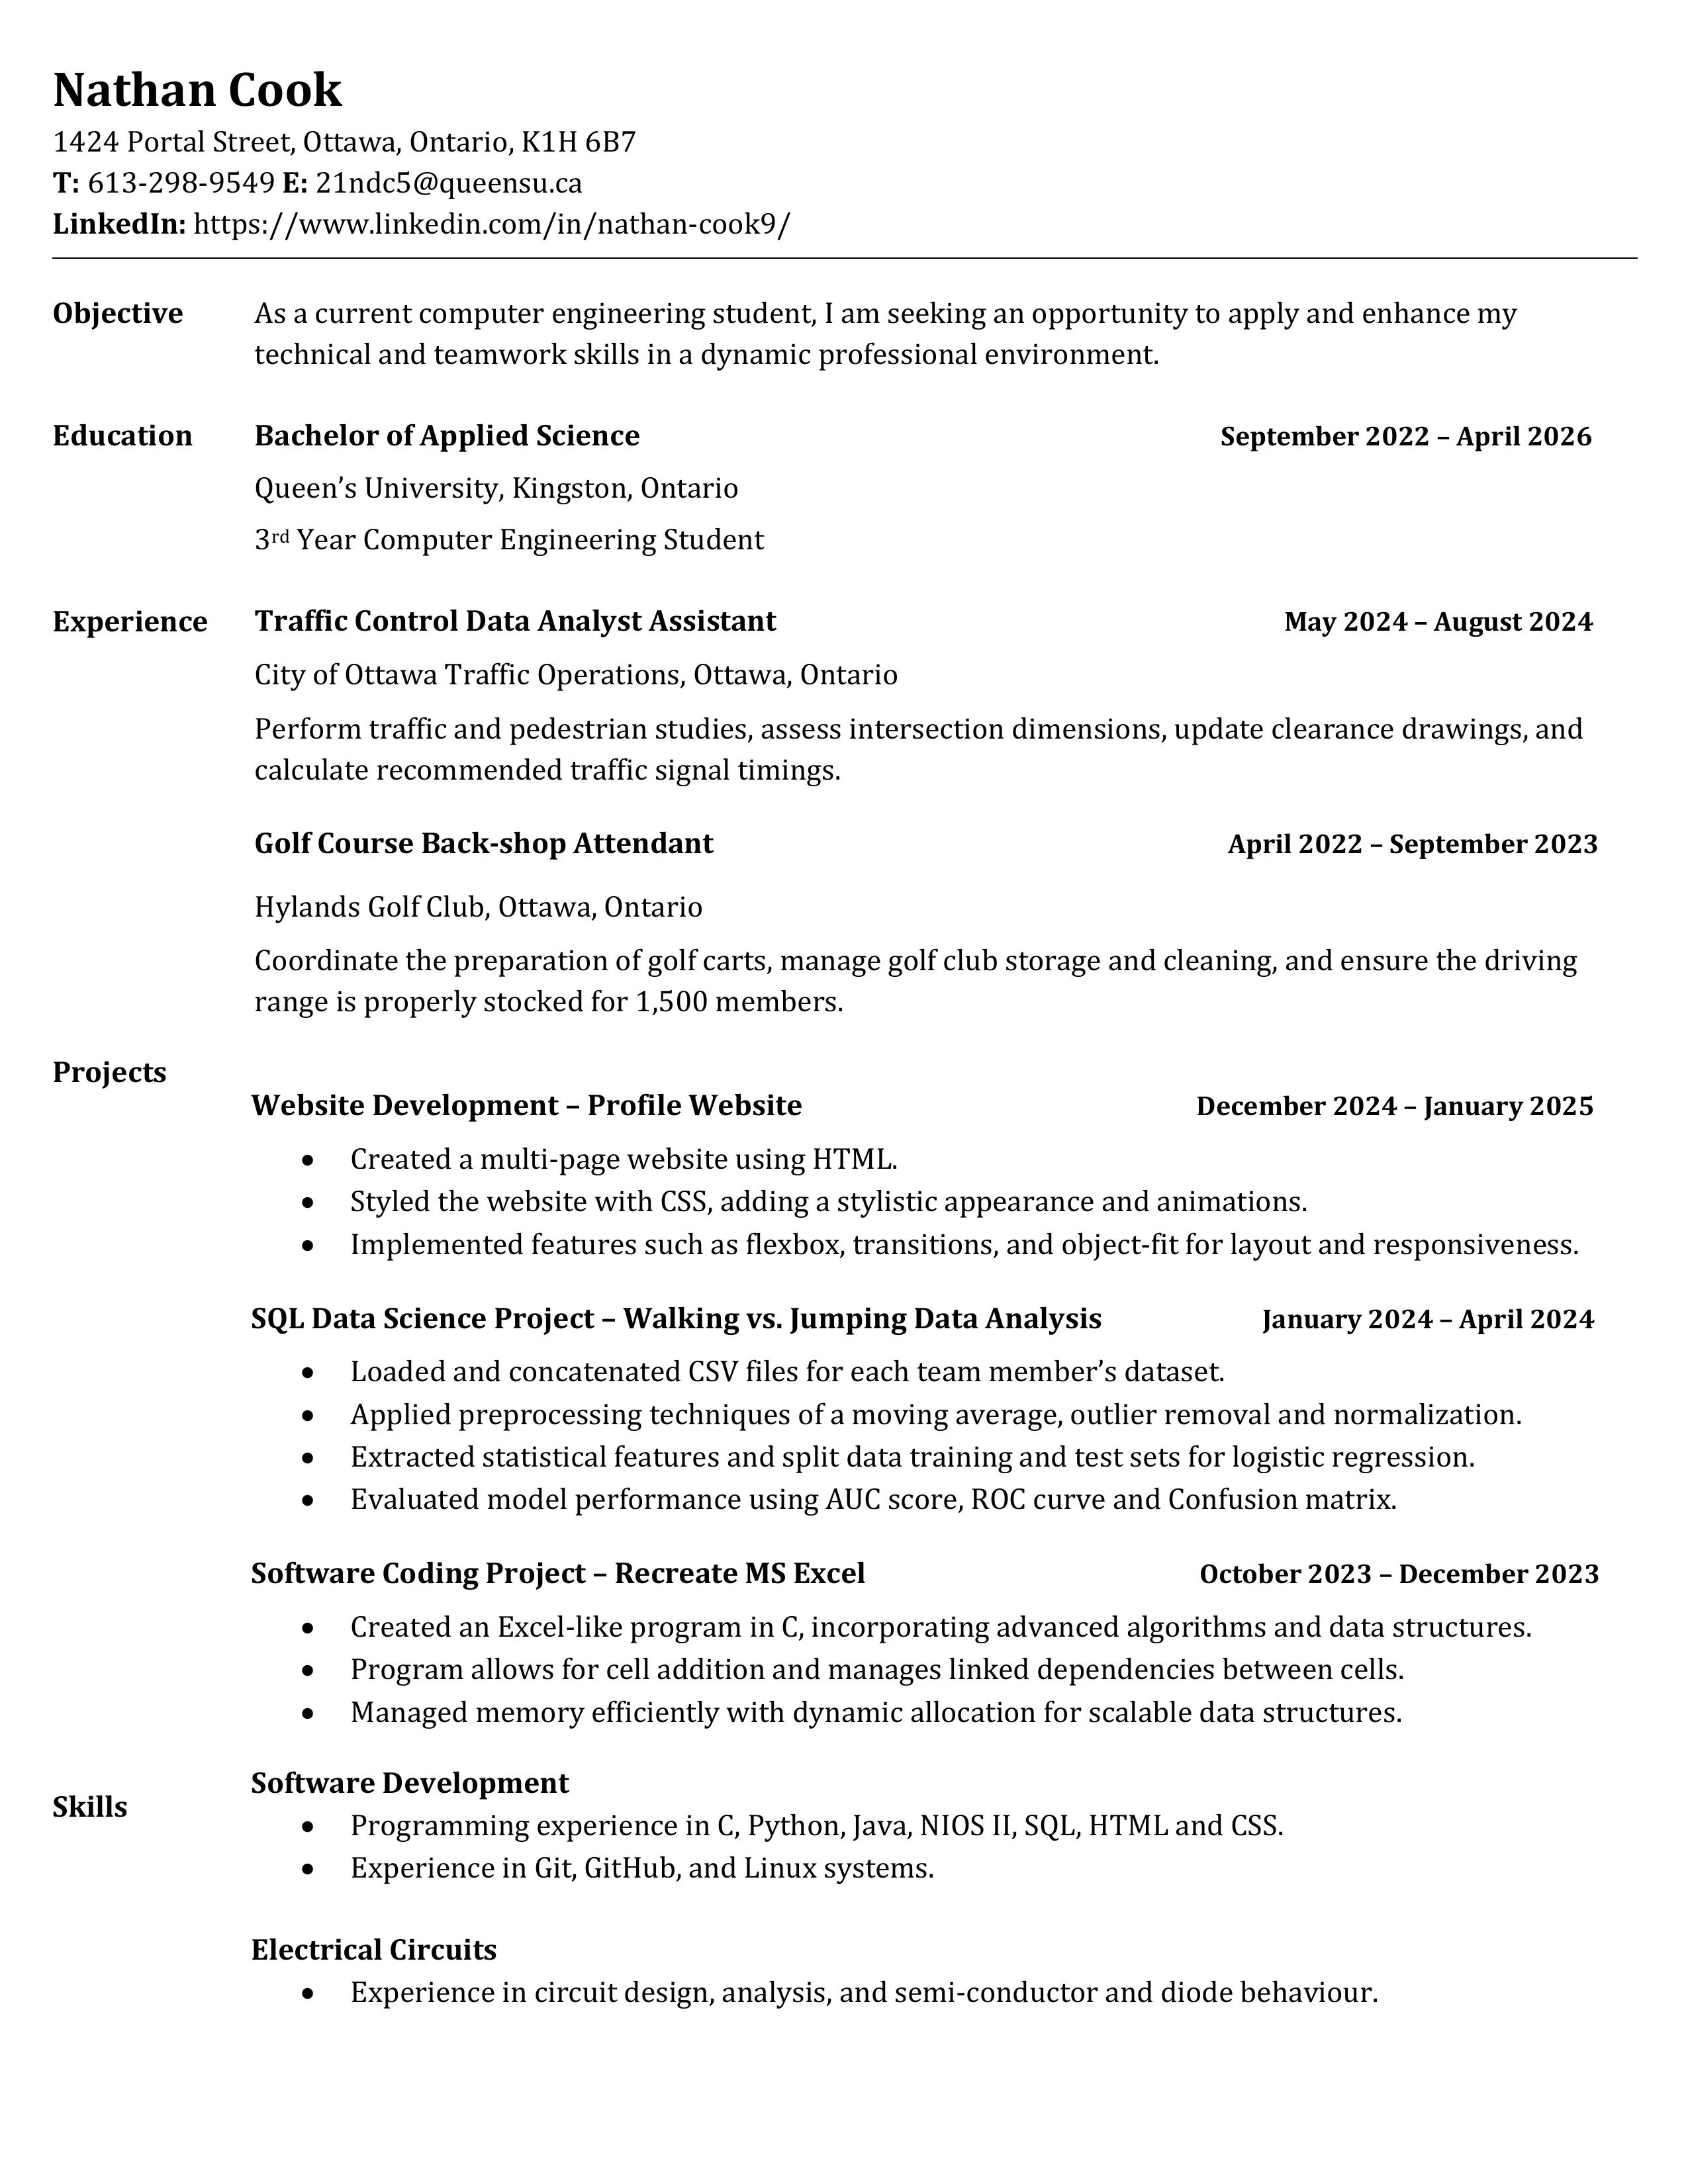 Nathan Cook
1424 Portal Street, Ottawa, Ontario, K1H 6B7
T: 613-298-9549 E: 21ndc5@queensu.ca
LinkedIn: https://www.linkedin.com/in/nathan-cook9/
Objective As a current computer engineering student, I am seeking an opportunity to apply and enhance my
technical and teamwork skills in a dynamic professional environment.
Education Bachelor of Applied Science September 2022 – April 2026
Queen’s University, Kingston, Ontario
3rd Year Computer Engineering Student
Experience Traffic Control Data Analyst Assistant May 2024 – August 2024
City of Ottawa Traffic Operations, Ottawa, Ontario
Perform traffic and pedestrian studies, assess intersection dimensions, update clearance drawings, and
calculate recommended traffic signal timings.
Golf Course Back-shop Attendant April 2022 – September 2023
Hylands Golf Club, Ottawa, Ontario
Coordinate the preparation of golf carts, manage golf club storage and cleaning, and ensure the driving
range is properly stocked for 1,500 members.
Projects
Website Development – Profile Website December 2024 – January 2025
• Created a multi-page website using HTML.
• Styled the website with CSS, adding a stylistic appearance and animations.
• Implemented features such as flexbox, transitions, and object-fit for layout and responsiveness.
SQL Data Science Project – Walking vs. Jumping Data Analysis January 2024 – April 2024
• Loaded and concatenated CSV files for each team member’s dataset.
• Applied preprocessing techniques of a moving average, outlier removal and normalization.
• Extracted statistical features and split data training and test sets for logistic regression.
• Evaluated model performance using AUC score, ROC curve and Confusion matrix.
Software Coding Project – Recreate MS Excel October 2023 – December 2023
• Created an Excel-like program in C, incorporating advanced algorithms and data structures.
• Program allows for cell addition and manages linked dependencies between cells.
• Managed memory efficiently with dynamic allocation for scalable data structures.
Software Development
Skills
• Programming experience in C, Python, Java, NIOS II, SQL, HTML and CSS.
• Experience in Git, GitHub, and Linux systems.
Electrical Circuits
• Experience in circuit design, analysis, and semi-conductor and diode behaviour.